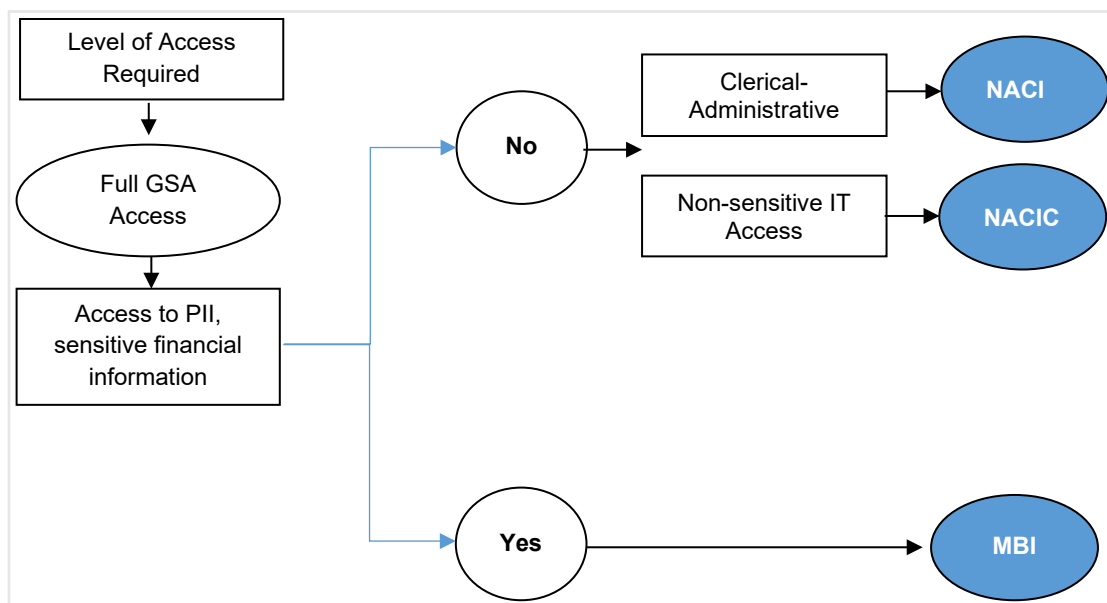 Level of Access
Required
Full GSA
Access
Access to PII,
sensitive financial
information
No
Clerical-
Administrative
NACI
Non-sensitive IT
Access
NACIC
Yes
MBI